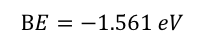 BE = −1.561 eV